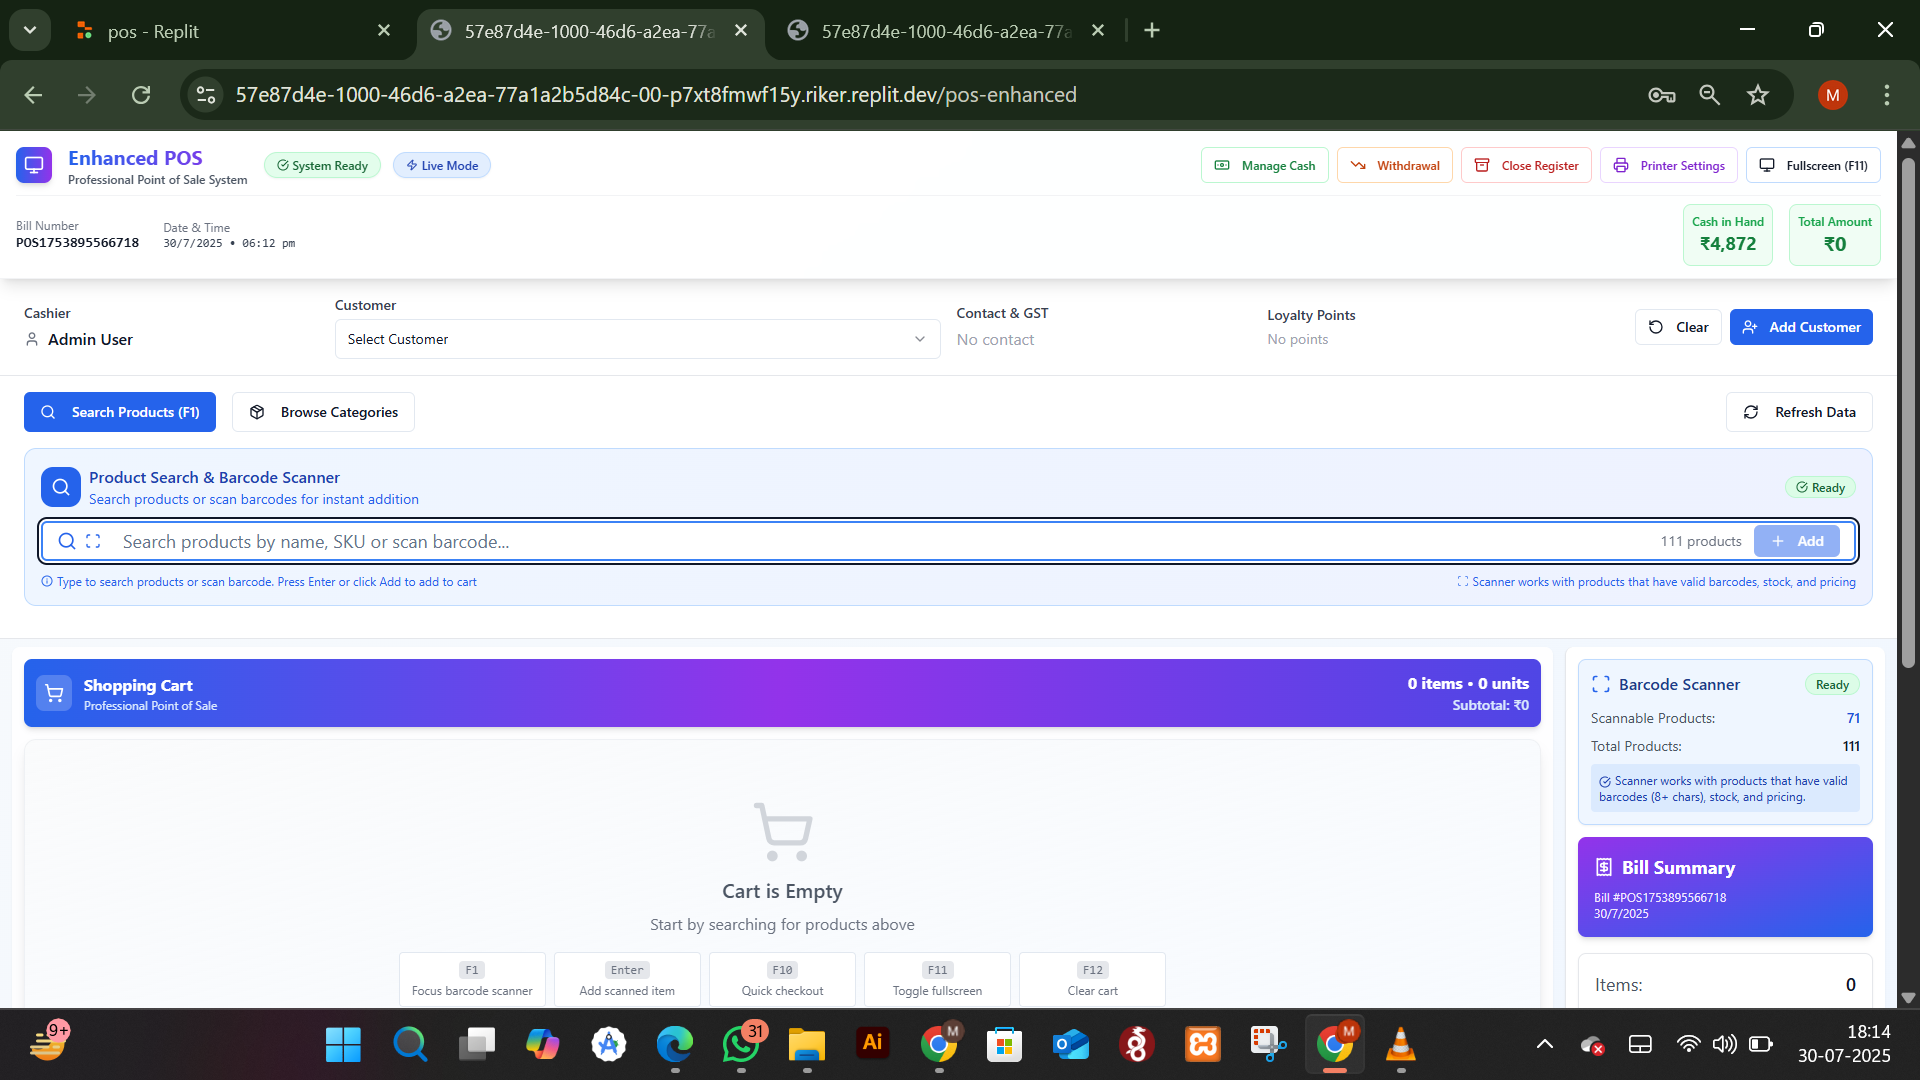 pos - Replit
57e87d4e-1000-46d6-a2ea-77a
57e87d4e-1000-46d6-a2ea-77a
57e87d4e-1000-46d6-a2ea-77a1a2b5d84c-00-p7xt8fmwf15y.riker.replit.dev/pos-enhanced
M
Enhanced POS
Professional Point of Sale System
System Ready
Live Mode
Manage Cash
Withdrawal
Close Register
Printer Settings
Fullscreen (F11)
Bill Number
POS1753895566718
Date & Time
30/7/2025 • 06:12 pm
Cash in Hand
₹4,872
Total Amount
₹0
Cashier
Admin User
Customer
Select Customer
Contact & GST
No contact
Loyalty Points
No points
Clear
Add Customer
Search Products (F1)
Browse Categories
Refresh Data
Product Search & Barcode Scanner
Search products or scan barcodes for instant addition
Ready
Search products by name, SKU or scan barcode...
111 products
Add
Type to search products or scan barcode. Press Enter or click Add to add to cart
Scanner works with products that have valid barcodes, stock, and pricing
Shopping Cart
Professional Point of Sale
0 items • 0 units
Subtotal: ₹0
Cart is Empty
Start by searching for products above
F1
Focus barcode scanner
Enter
Add scanned item
F10
Quick checkout
F11
Toggle fullscreen
F12
Clear cart
Barcode Scanner
Ready
Scannable Products: 71
Total Products: 111
Scanner works with products that have valid
barcodes (8+ chars), stock, and pricing.
Bill Summary
Bill #POS1753895566718
30/7/2025
Items: 0
9+
31
Ai
M
M
18:14
30-07-2025